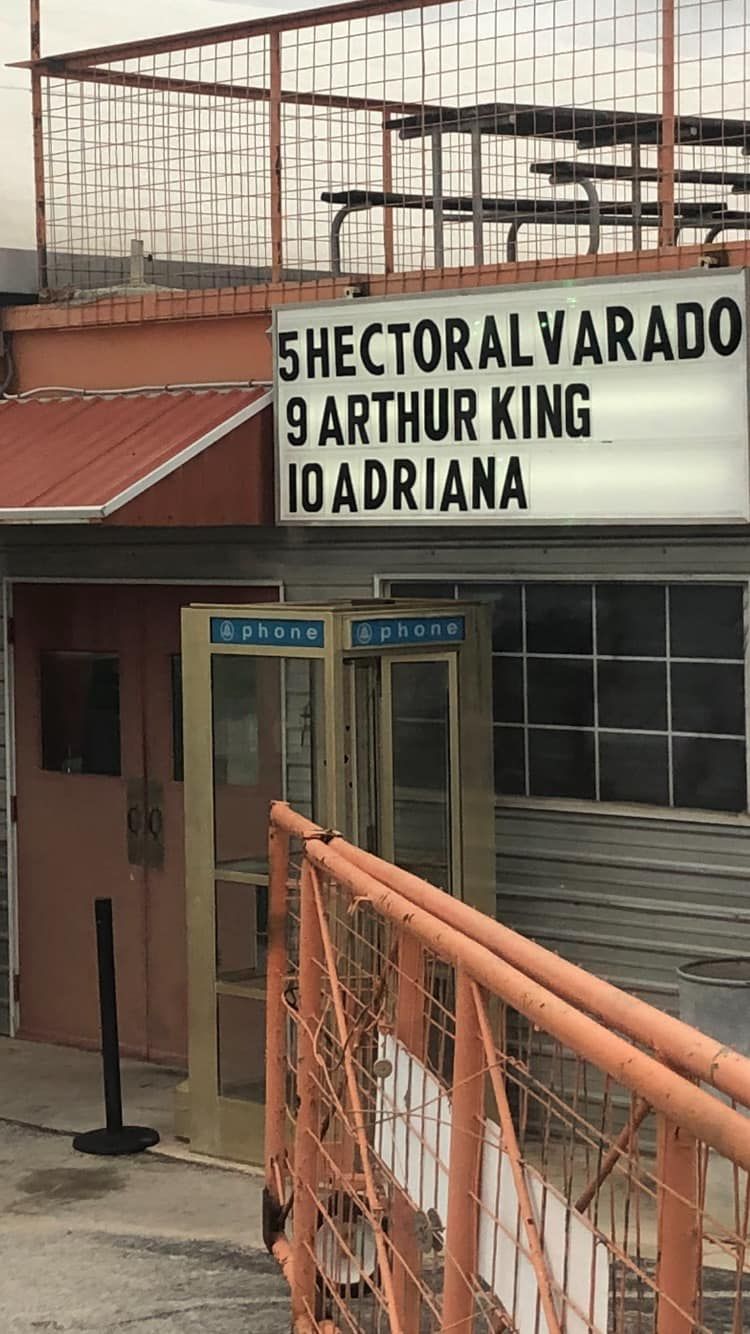 5 HECTOR ALVARADO
9 ARTHUR KING
10 ADRIANA
phone
phone